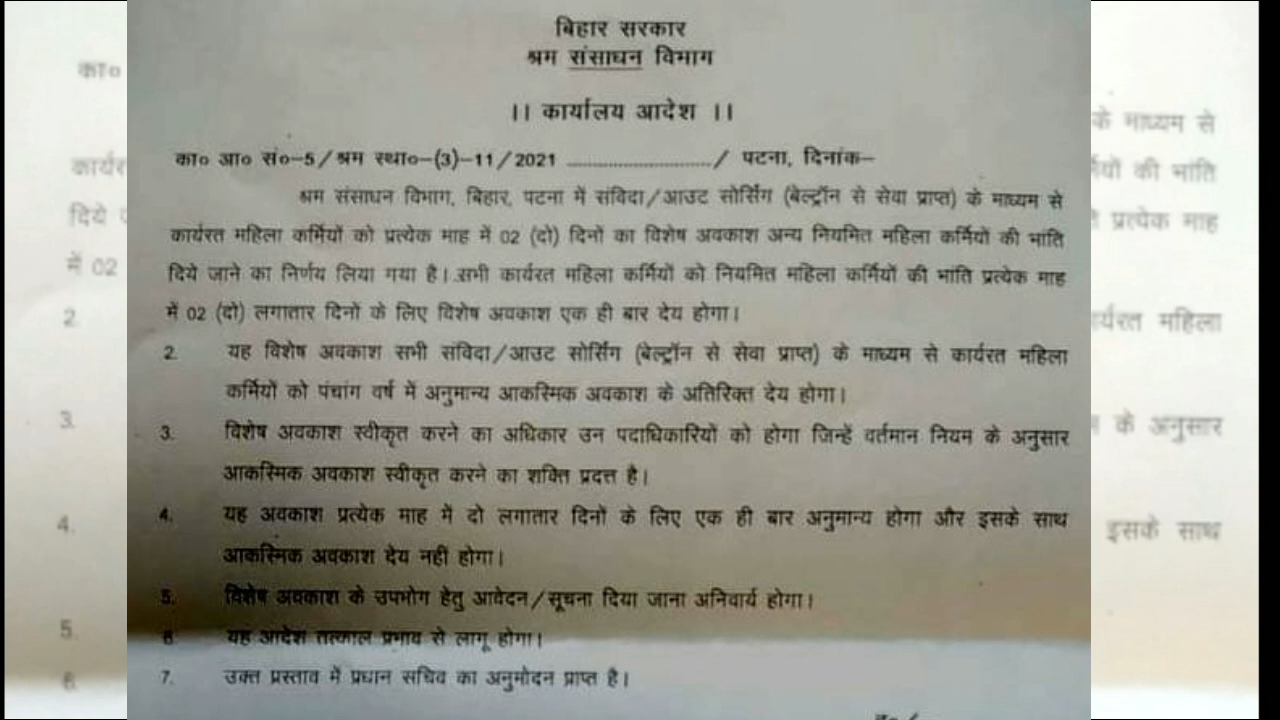 बिहार सरकार
श्रम संसाधन विभाग
।। कार्यालय आदेश ।।
का० आ० सं०–5/श्रम स्था०–(3)–11/2021 ........................../ पटना, दिनांक–
श्रम संसाधन विभाग, बिहार, पटना में संविदा/आउट सोर्सिंग (बेल्ट्रॉन से सेवा प्राप्त) के माध्यम से
कार्यरत महिला कर्मियों को प्रत्येक माह में 02 (दो) दिनों का विशेष अवकाश अन्य नियमित महिला कर्मियों की भांति
दिये जाने का निर्णय लिया गया है। सभी कार्यरत महिला कर्मियों को नियमित महिला कर्मियों की भांति प्रत्येक माह
में 02 (दो) लगातार दिनों के लिए विशेष अवकाश एक ही बार देय होगा।
2. यह विशेष अवकाश सभी संविदा/आउट सोर्सिंग (बेल्ट्रॉन से सेवा प्राप्त) के माध्यम से कार्यरत महिला
कर्मियों को पंचांग वर्ष में अनुमान्य आकस्मिक अवकाश के अतिरिक्त देय होगा।
3. विशेष अवकाश स्वीकृत करने का अधिकार उन पदाधिकारियों को होगा जिन्हें वर्तमान नियम के अनुसार
आकस्मिक अवकाश स्वीकृत करने का शक्ति प्रदत्त है।
4. यह अवकाश प्रत्येक माह में दो लगातार दिनों के लिए एक ही बार अनुमान्य होगा और इसके साथ
आकस्मिक अवकाश देय नहीं होगा।
5. विशेष अवकाश के उपभोग हेतु आवेदन/सूचना दिया जाना अनिवार्य होगा।
6. यह आदेश तत्काल प्रभाव से लागू होगा।
7. उक्त प्रस्ताव में प्रधान सचिव का अनुमोदन प्राप्त है।